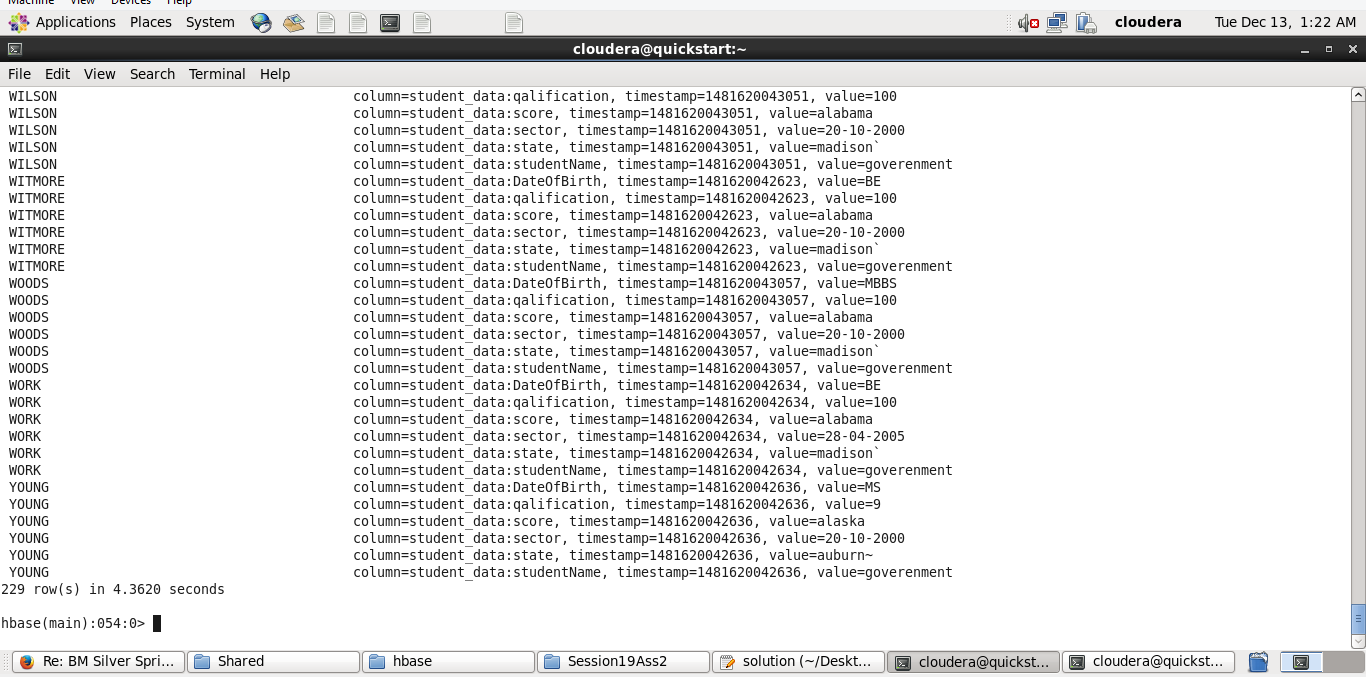 Machine View Devices Help
Applications Places System cloudera Tue Dec 13, 1:22 AM
cloudera@quickstart:~
File Edit View Search Terminal Help
WILSON column=student_data:qalification, timestamp=1481620043051, value=100
WILSON column=student_data:score, timestamp=1481620043051, value=alabama
WILSON column=student_data:sector, timestamp=1481620043051, value=20-10-2000
WILSON column=student_data:state, timestamp=1481620043051, value=madison`
WILSON column=student_data:studentName, timestamp=1481620043051, value=goverenment
WITMORE column=student_data:DateOfBirth, timestamp=1481620042623, value=BE
WITMORE column=student_data:qalification, timestamp=1481620042623, value=100
WITMORE column=student_data:score, timestamp=1481620042623, value=alabama
WITMORE column=student_data:sector, timestamp=1481620042623, value=20-10-2000
WITMORE column=student_data:state, timestamp=1481620042623, value=madison`
WITMORE column=student_data:studentName, timestamp=1481620042623, value=goverenment
WOODS column=student_data:DateOfBirth, timestamp=1481620043057, value=MBBS
WOODS column=student_data:qalification, timestamp=1481620043057, value=100
WOODS column=student_data:score, timestamp=1481620043057, value=alabama
WOODS column=student_data:sector, timestamp=1481620043057, value=20-10-2000
WOODS column=student_data:state, timestamp=1481620043057, value=madison`
WOODS column=student_data:studentName, timestamp=1481620043057, value=goverenment
WORK column=student_data:DateOfBirth, timestamp=1481620042634, value=BE
WORK column=student_data:qalification, timestamp=1481620042634, value=100
WORK column=student_data:score, timestamp=1481620042634, value=alabama
WORK column=student_data:sector, timestamp=1481620042634, value=28-04-2005
WORK column=student_data:state, timestamp=1481620042634, value=madison`
WORK column=student_data:studentName, timestamp=1481620042634, value=goverenment
YOUNG column=student_data:DateOfBirth, timestamp=1481620042636, value=MS
YOUNG column=student_data:qalification, timestamp=1481620042636, value=9
YOUNG column=student_data:score, timestamp=1481620042636, value=alaska
YOUNG column=student_data:sector, timestamp=1481620042636, value=20-10-2000
YOUNG column=student_data:state, timestamp=1481620042636, value=auburn~
YOUNG column=student_data:studentName, timestamp=1481620042636, value=goverenment
229 row(s) in 4.3620 seconds
hbase(main):054:0>
Re: BM Silver Spri... Shared hbase Session19Ass2 solution (~/Deskt... cloudera@quickst... cloudera@quickst...